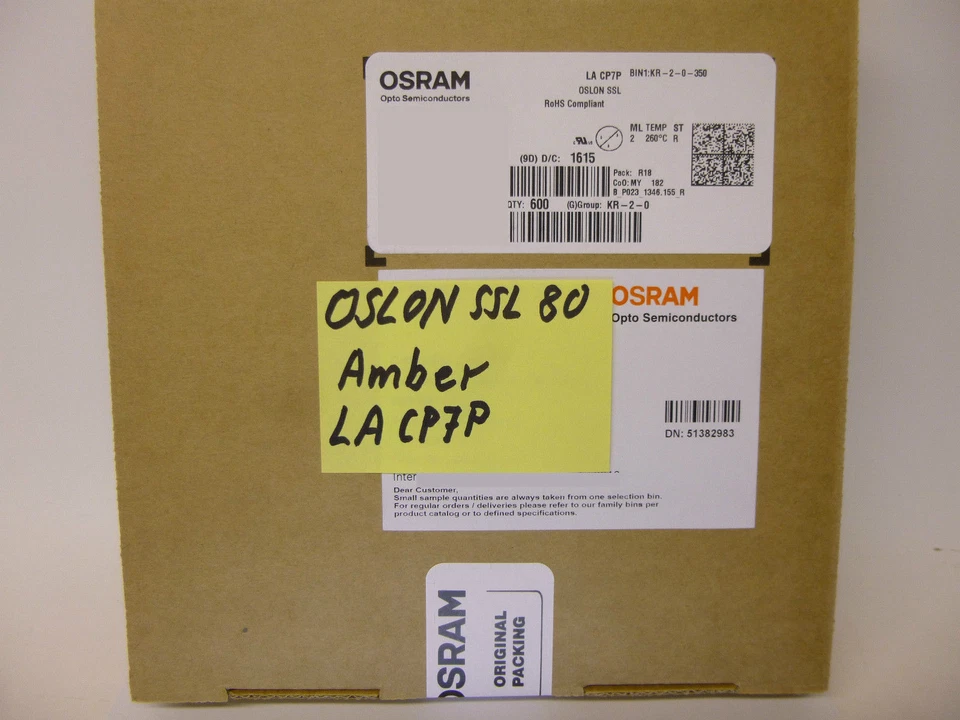 OSRAM
Opto Semiconductors
LA CP7P BIN1:KR-2-0-350
OSLON SSL
RoHS Compliant
ML TEMP ST
2 260°C R
(9D) D/C: 1615
Pack: R18
CoO: MY 182
B_P023_1346.155_R
QTY: 600 (G)Group: KR-2-0
OSRAM
Opto Semiconductors
OSLON SSL 80
Amber
LA CP7P
DN: 51382983
Inter
Dear Customer,
Small sample quantities are always taken from one selection bin.
For regular orders / deliveries please refer to our family bins per
product catalog or to defined specifications.
OSRAM
ORIGINAL
PACKING